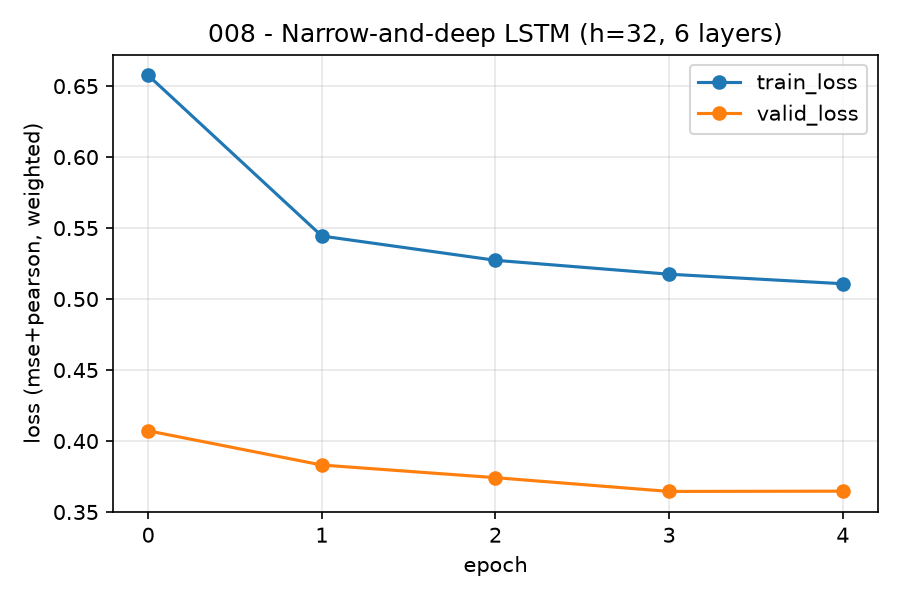 008 - Narrow-and-deep LSTM (h=32, 6 layers)
train_loss
valid_loss
loss (mse+pearson, weighted)
0.65
0.60
0.55
0.50
0.45
0.40
0.35
0 1 2 3 4
epoch